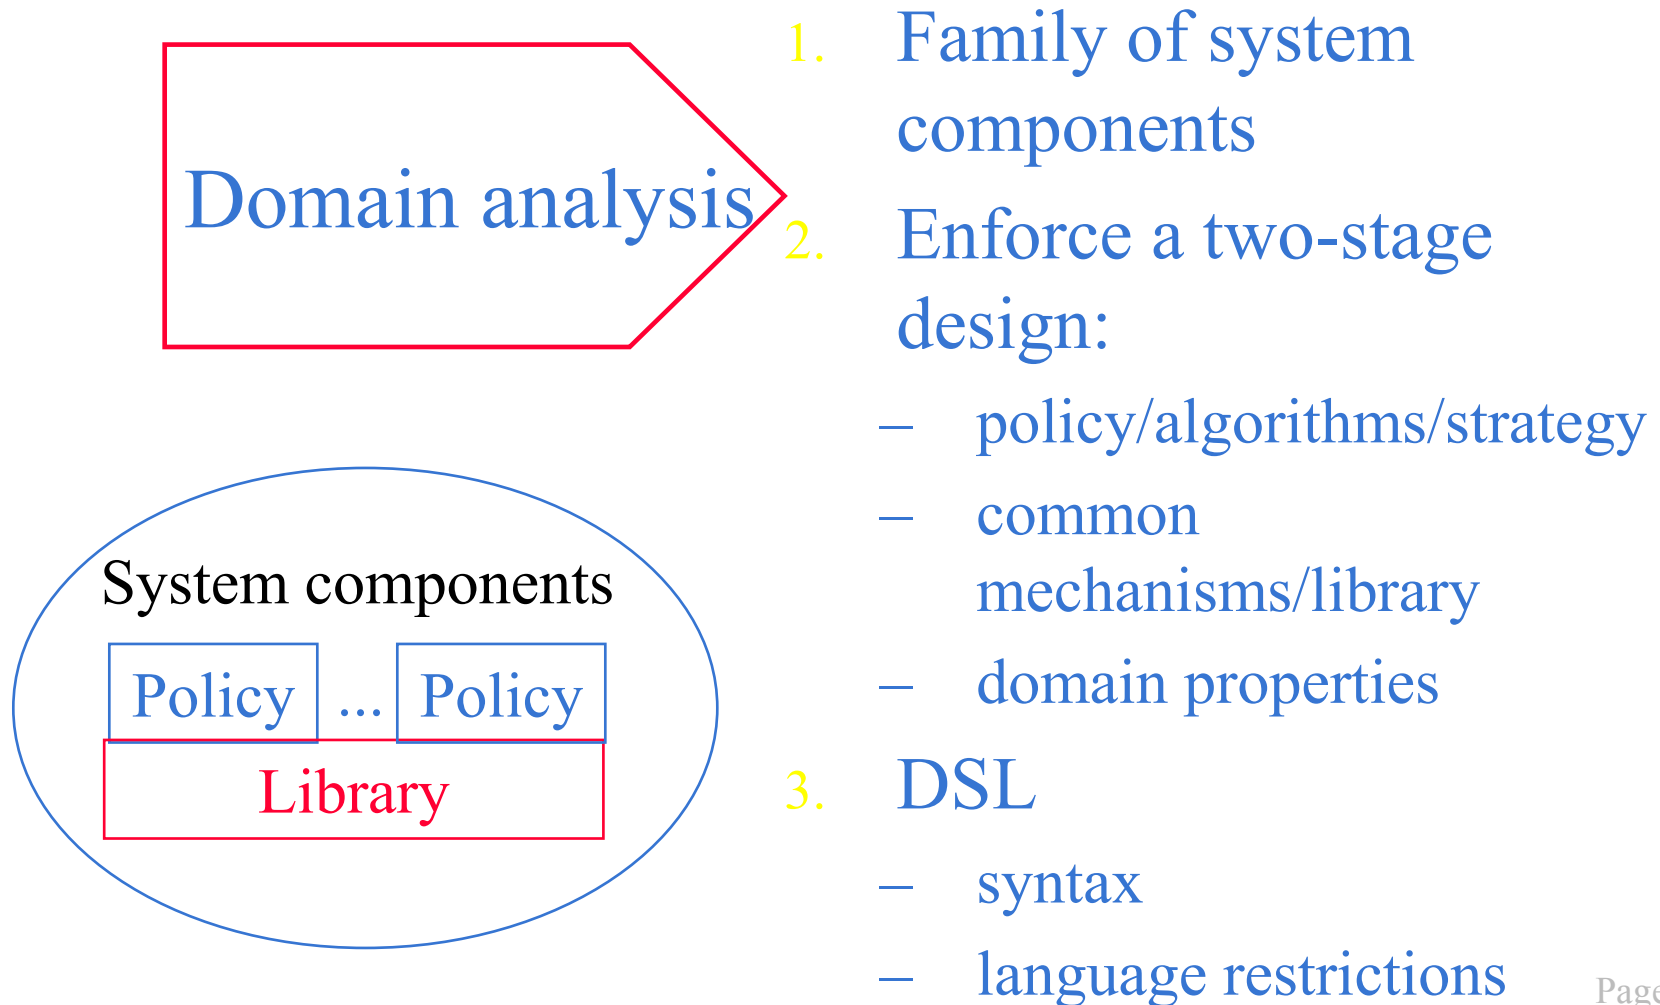 Domain analysis
System components
Policy ... Policy
Library
1. Family of system
components
2. Enforce a two-stage
design:
– policy/algorithms/strategy
– common
mechanisms/library
– domain properties
3. DSL
– syntax
– language restrictions
Page